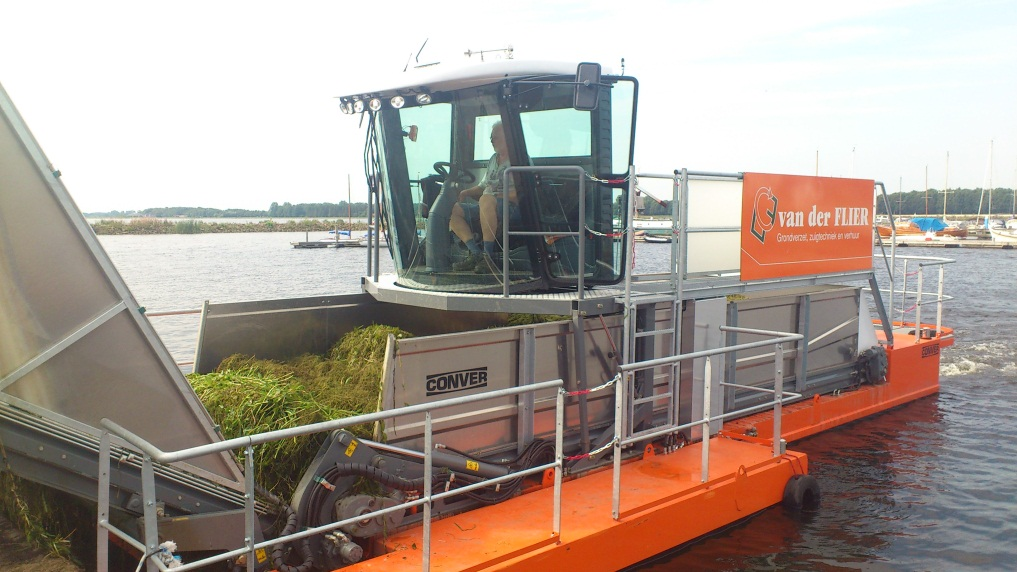 van der FLIER
Grondverzet, zuigtechniek en verhuur
CONVER